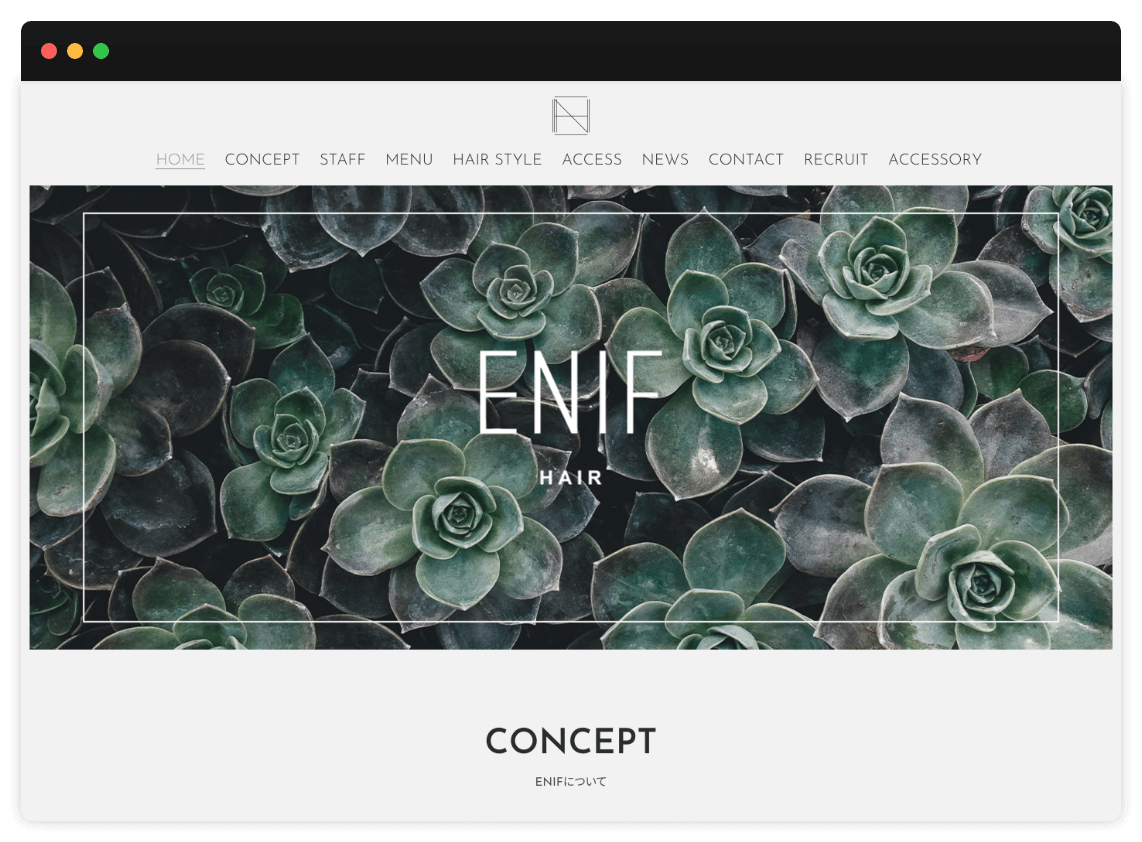 HOME CONCEPT STAFF MENU HAIR STYLE ACCESS NEWS CONTACT RECRUIT ACCESSORY
ENIF
HAIR
CONCEPT
ENIFについて